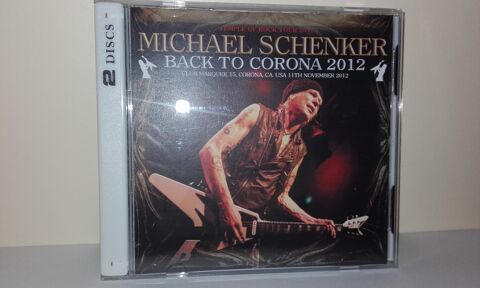 TEMPLE OF ROCK TOUR 2012
MICHAEL SCHENKER
BACK TO CORONA 2012
CLUB MARQUEE 15, CORONA, CA. USA 11TH NOVEMBER 2012
2 DISCS